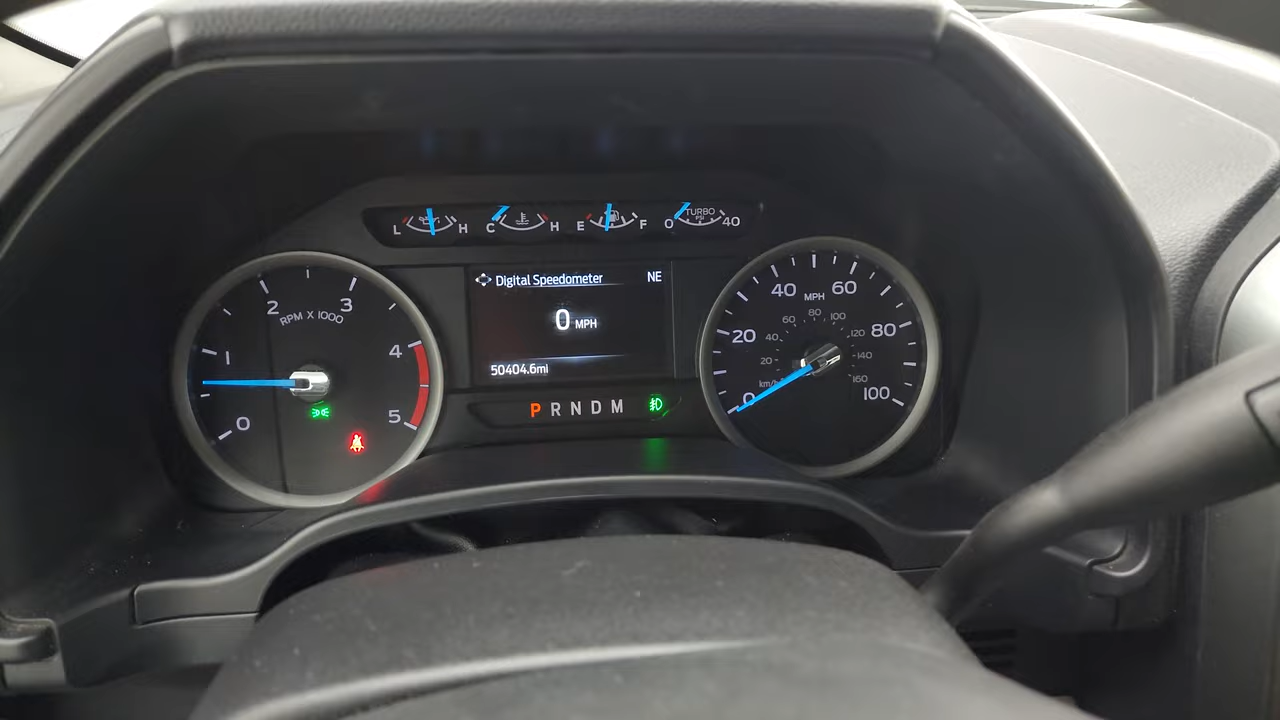 L H C H E F 0 TURBO PSI 40
Digital Speedometer NE
0 MPH
50404.6mi
P R N D M
0 1 2 3 4 5
RPM X 1000
0 20 40 60 80 100
MPH
20 40 60 80 100 120 140 160
km/h